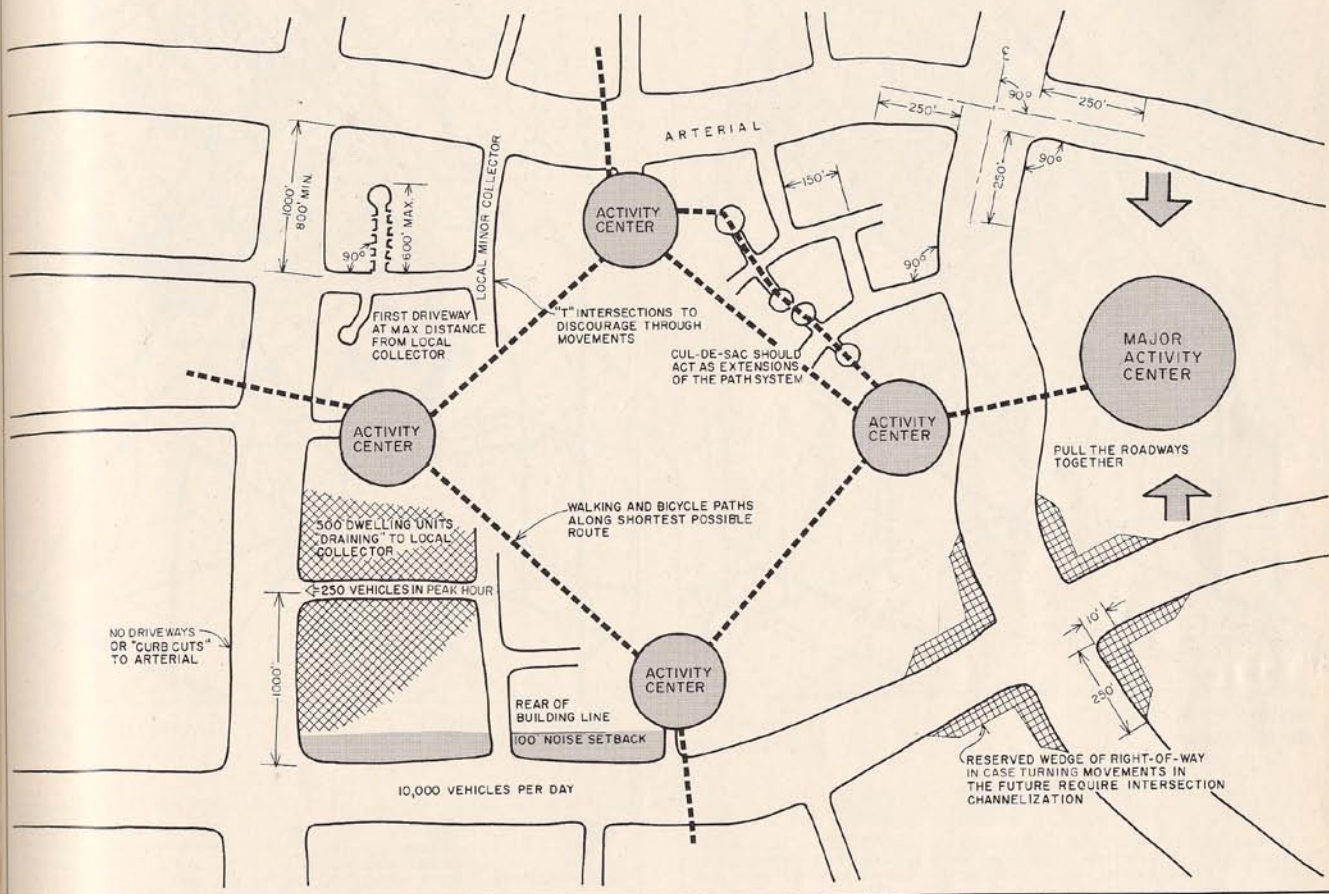 ARTERIAL
250'
℄
90°
250'
250'
90°
1000'
800' MIN.
600' MAX.
90°
LOCAL MINOR COLLECTOR
ACTIVITY
CENTER
150'
90°
FIRST DRIVEWAY
AT MAX DISTANCE
FROM LOCAL
COLLECTOR
"T" INTERSECTIONS TO
DISCOURAGE THROUGH
MOVEMENTS
CUL-DE-SAC SHOULD
ACT AS EXTENSIONS
OF THE PATH SYSTEM
MAJOR
ACTIVITY
CENTER
ACTIVITY
CENTER
ACTIVITY
CENTER
PULL THE ROADWAYS
TOGETHER
500 DWELLING UNITS
"DRAINING" TO LOCAL
COLLECTOR
WALKING AND BICYCLE PATHS
ALONG SHORTEST POSSIBLE
ROUTE
=250 VEHICLES IN PEAK HOUR
NO DRIVEWAYS
OR "CURB CUTS"
TO ARTERIAL
1000'
ACTIVITY
CENTER
10'
250'
REAR OF
BUILDING LINE
100' NOISE SETBACK
RESERVED WEDGE OF RIGHT-OF-WAY
IN CASE TURNING MOVEMENTS IN
THE FUTURE REQUIRE INTERSECTION
CHANNELIZATION
10,000 VEHICLES PER DAY